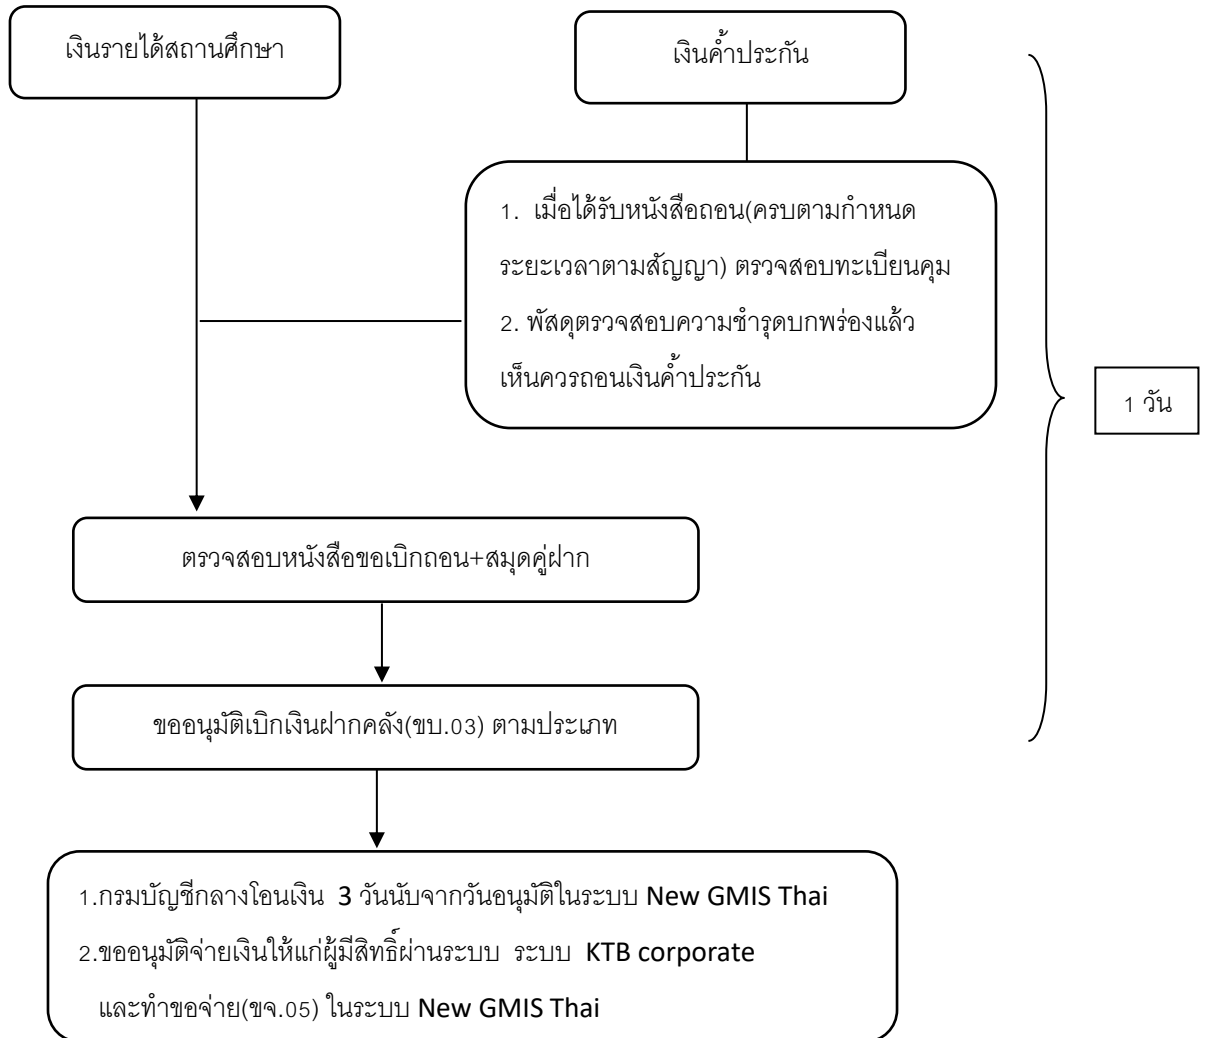 เงินรายได้สถานศึกษา
เงินค้ำประกัน
1. เมื่อได้รับหนังสือถอน(ครบตามกำหนด
ระยะเวลาตามสัญญา) ตรวจสอบทะเบียนคุม
2. พัสดุตรวจสอบความชำรุดบกพร่องแล้ว
เห็นควรถอนเงินค้ำประกัน
1 วัน
ตรวจสอบหนังสือขอเบิกถอน+สมุดคู่ฝาก
ขออนุมัติเบิกเงินฝากคลัง(ขบ.03) ตามประเภท
1.กรมบัญชีกลางโอนเงิน 3 วันนับจากวันอนุมัติในระบบ New GMIS Thai
2.ขออนุมัติจ่ายเงินให้แก่ผู้มีสิทธิ์ผ่านระบบ ระบบ KTB corporate
และทำขอจ่าย(ขจ.05) ในระบบ New GMIS Thai